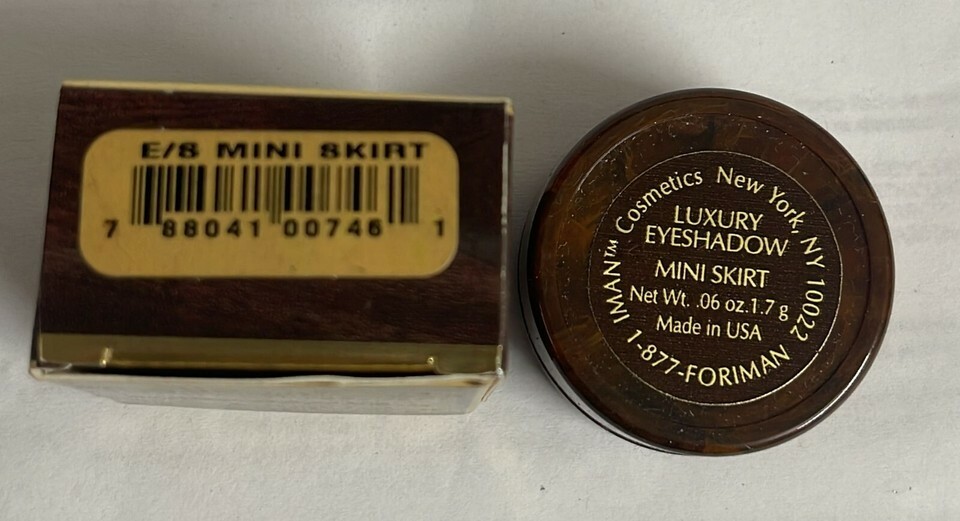 E/S MINI SKIRT
7 88041 00746 1
IMAN™ Cosmetics New York, NY 10022
LUXURY
EYESHADOW
MINI SKIRT
Net Wt. .06 oz.1.7 g
Made in USA
1-877-FORIMAN